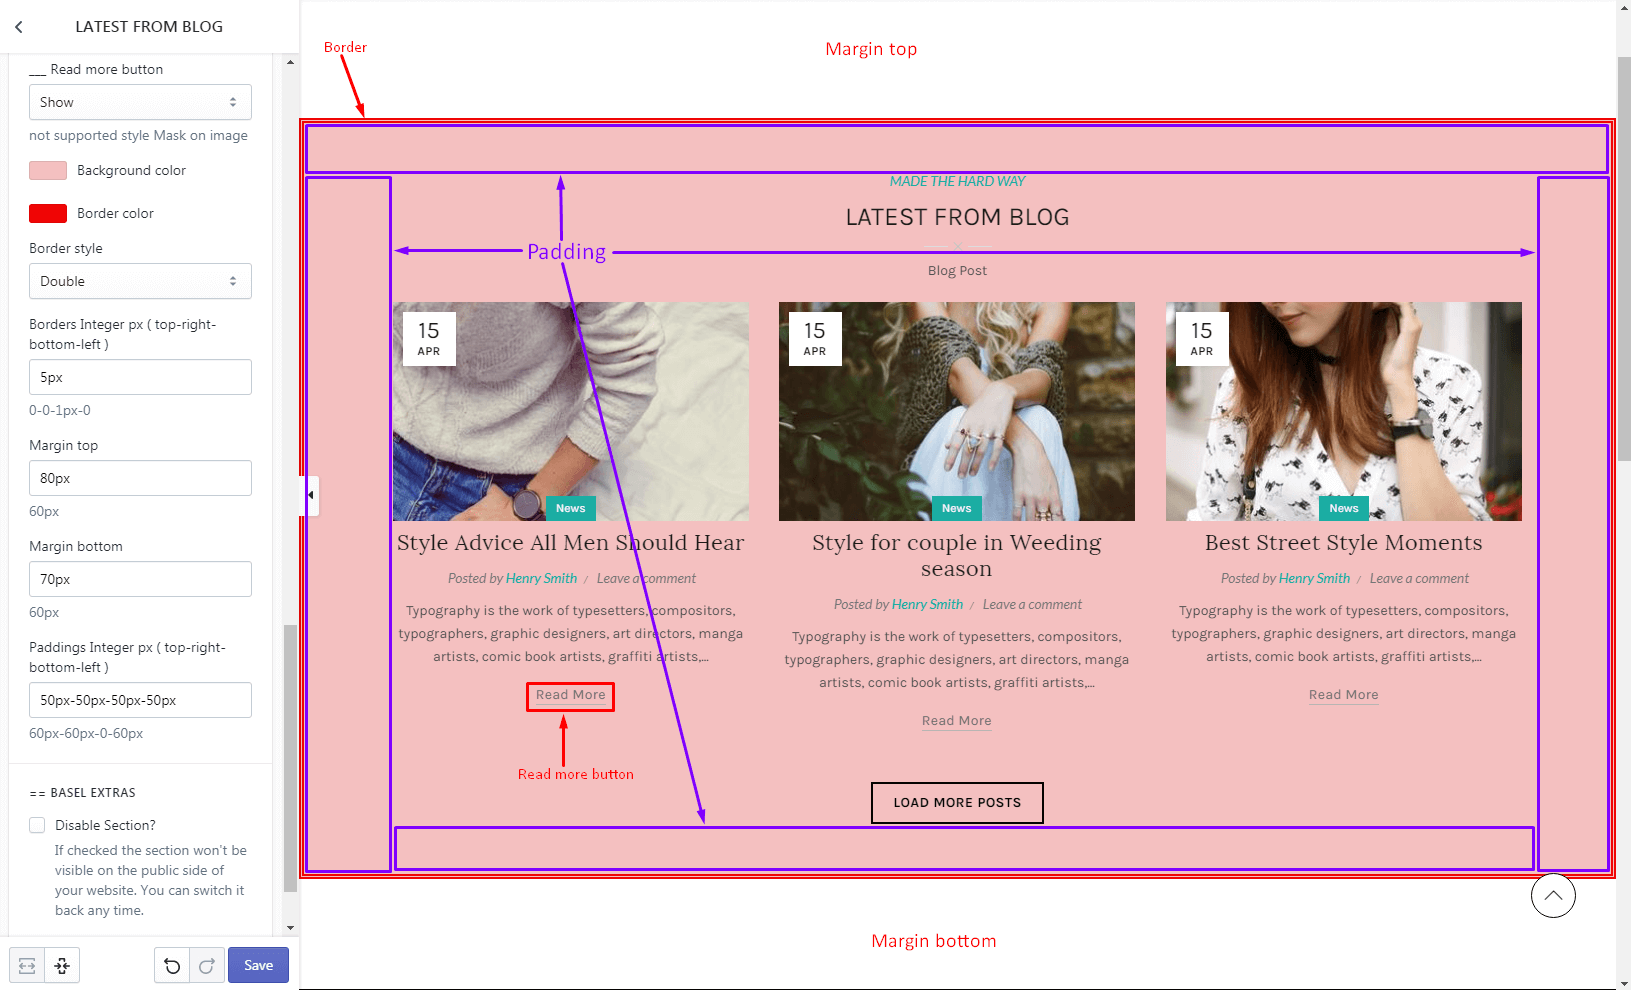 LATEST FROM BLOG
___ Read more button
Show
not supported style Mask on image
Background color
Border color
Border style
Double
Borders Integer px ( top-right-
bottom-left )
5px
0-0-1px-0
Margin top
80px
60px
Margin bottom
70px
60px
Paddings Integer px ( top-right-
bottom-left )
50px-50px-50px-50px
60px-60px-0-60px
== BASEL EXTRAS
Disable Section?
If checked the section won't be
visible on the public side of
your website. You can switch it
back any time.
Save
Border
Margin top
MADE THE HARD WAY
LATEST FROM BLOG
Padding
Blog Post
15
APR
News
Style Advice All Men Should Hear
Posted by Henry Smith / Leave a comment
Typography is the work of typesetters, compositors,
typographers, graphic designers, art directors, manga
artists, comic book artists, graffiti artists,...
Read More
Read more button
15
APR
News
Style for couple in Weeding
season
Posted by Henry Smith / Leave a comment
Typography is the work of typesetters, compositors,
typographers, graphic designers, art directors, manga
artists, comic book artists, graffiti artists,...
Read More
15
APR
News
Best Street Style Moments
Posted by Henry Smith / Leave a comment
Typography is the work of typesetters, compositors,
typographers, graphic designers, art directors, manga
artists, comic book artists, graffiti artists,...
Read More
LOAD MORE POSTS
Margin bottom